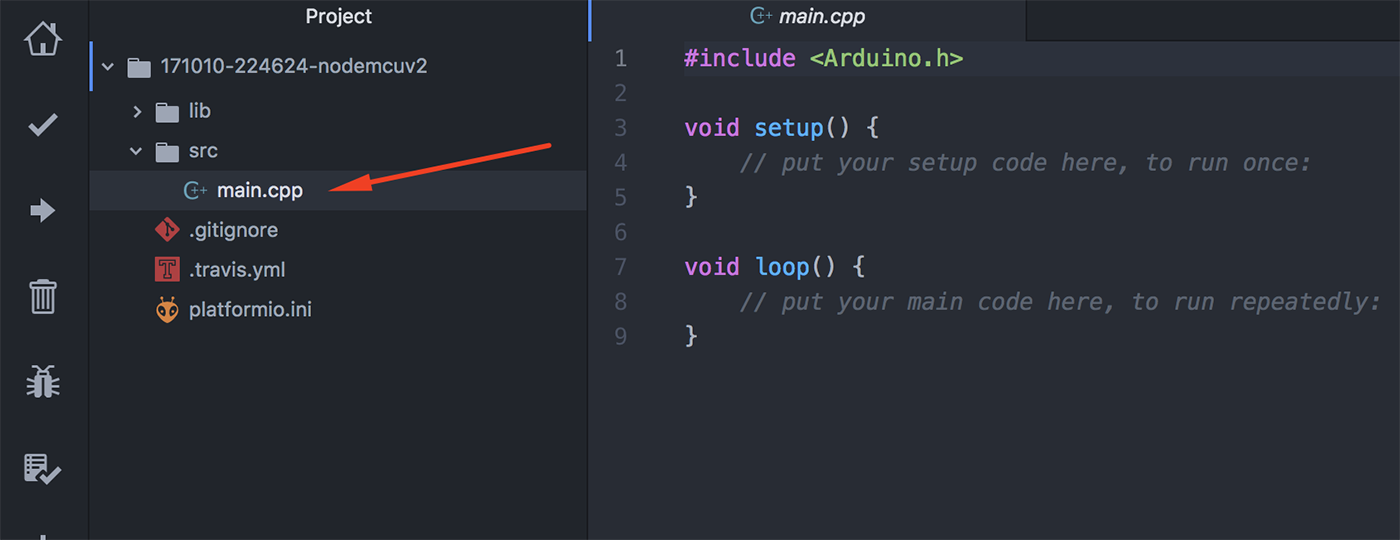 Project
171010-224624-nodemcuv2
lib
src
main.cpp
.gitignore
.travis.yml
platformio.ini
main.cpp
1 #include <Arduino.h>
2
3 void setup() {
4 // put your setup code here, to run once:
5 }
6
7 void loop() {
8 // put your main code here, to run repeatedly:
9 }